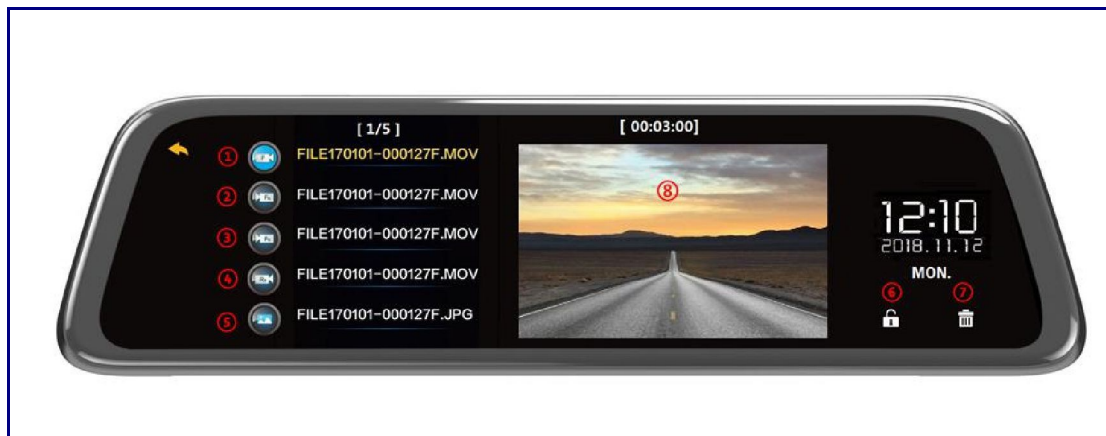 [ 1/5 ]
[ 00:03:00]
① FILE170101-000127F.MOV
② FILE170101-000127F.MOV
③ FILE170101-000127F.MOV
④ FILE170101-000127F.MOV
⑤ FILE170101-000127F.JPG
⑧
12:10
2018.11.12
MON.
⑥ ⑦